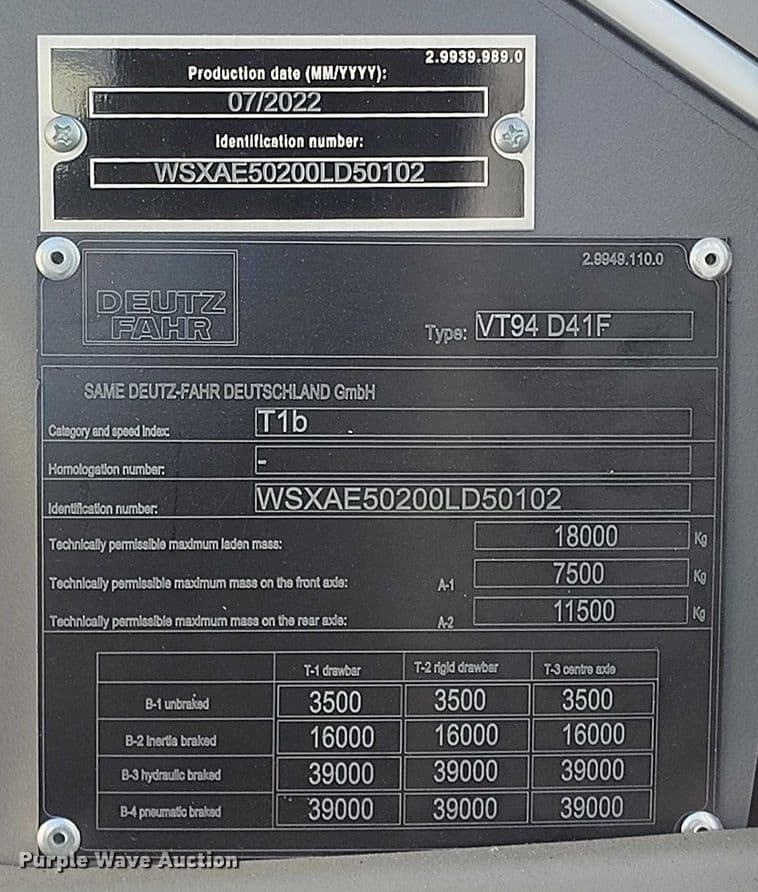 2.9939.989.0
Production date (MM/YYYY):
07/2022
Identification number:
WSXAE50200LD50102
2.9949.110.0
DEUTZ
FAHR
Type: VT94 D41F
SAME DEUTZ-FAHR DEUTSCHLAND GmbH
Category and speed index: T1b
Homologation number: -
Identification number: WSXAE50200LD50102
Technically permissible maximum laden mass: 18000 Kg
Technically permissible maximum mass on the front axle: A-1 7500 Kg
Technically permissible maximum mass on the rear axle: A-2 11500 Kg
T-1 drawbar T-2 rigid drawbar T-3 centre axle
B-1 unbraked 3500 3500 3500
B-2 inertia braked 16000 16000 16000
B-3 hydraulic braked 39000 39000 39000
B-4 pneumatic braked 39000 39000 39000
Purple Wave Auction